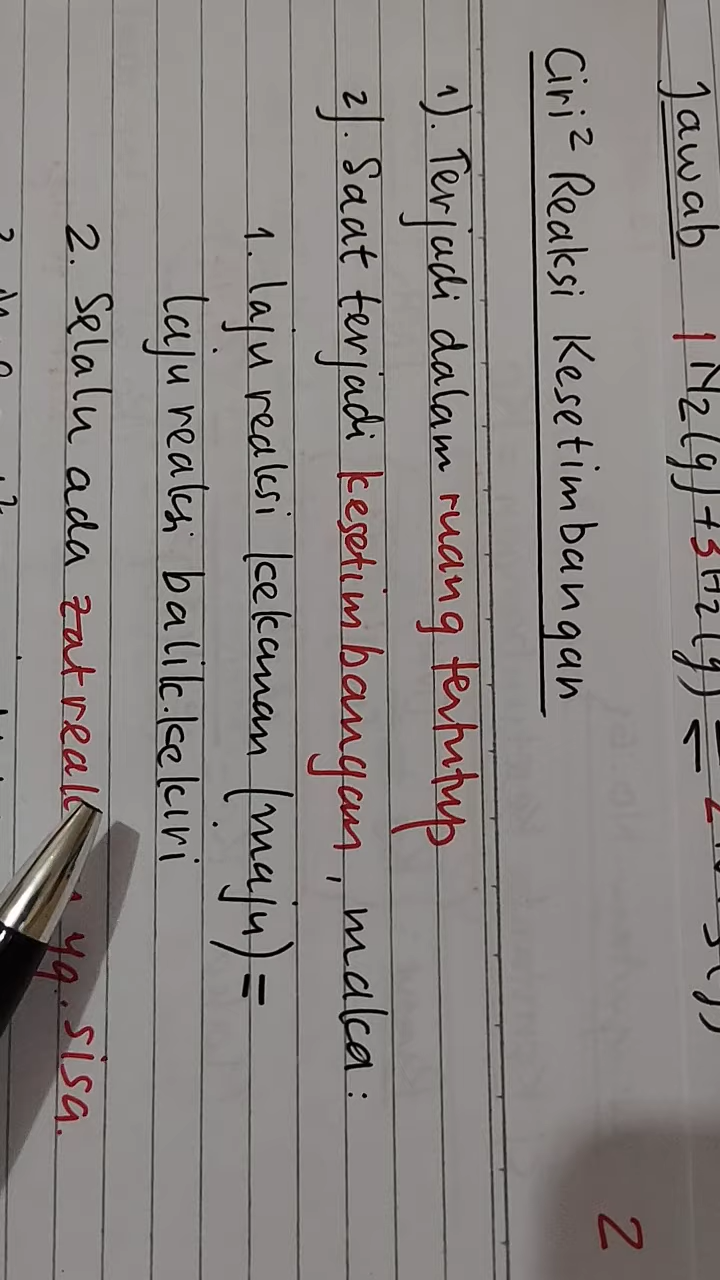 Jawab 1 N2(g) + 3H2(g)
2
Ciri² Reaksi Kesetimbangan
1). Terjadi dalam ruang tertutup
2). Saat terjadi kesetimbangan, maka:
1. laju reaksi kekanan (maju) =
laju reaksi balik.kekiri
2. Selalu ada zat yg. sisa.